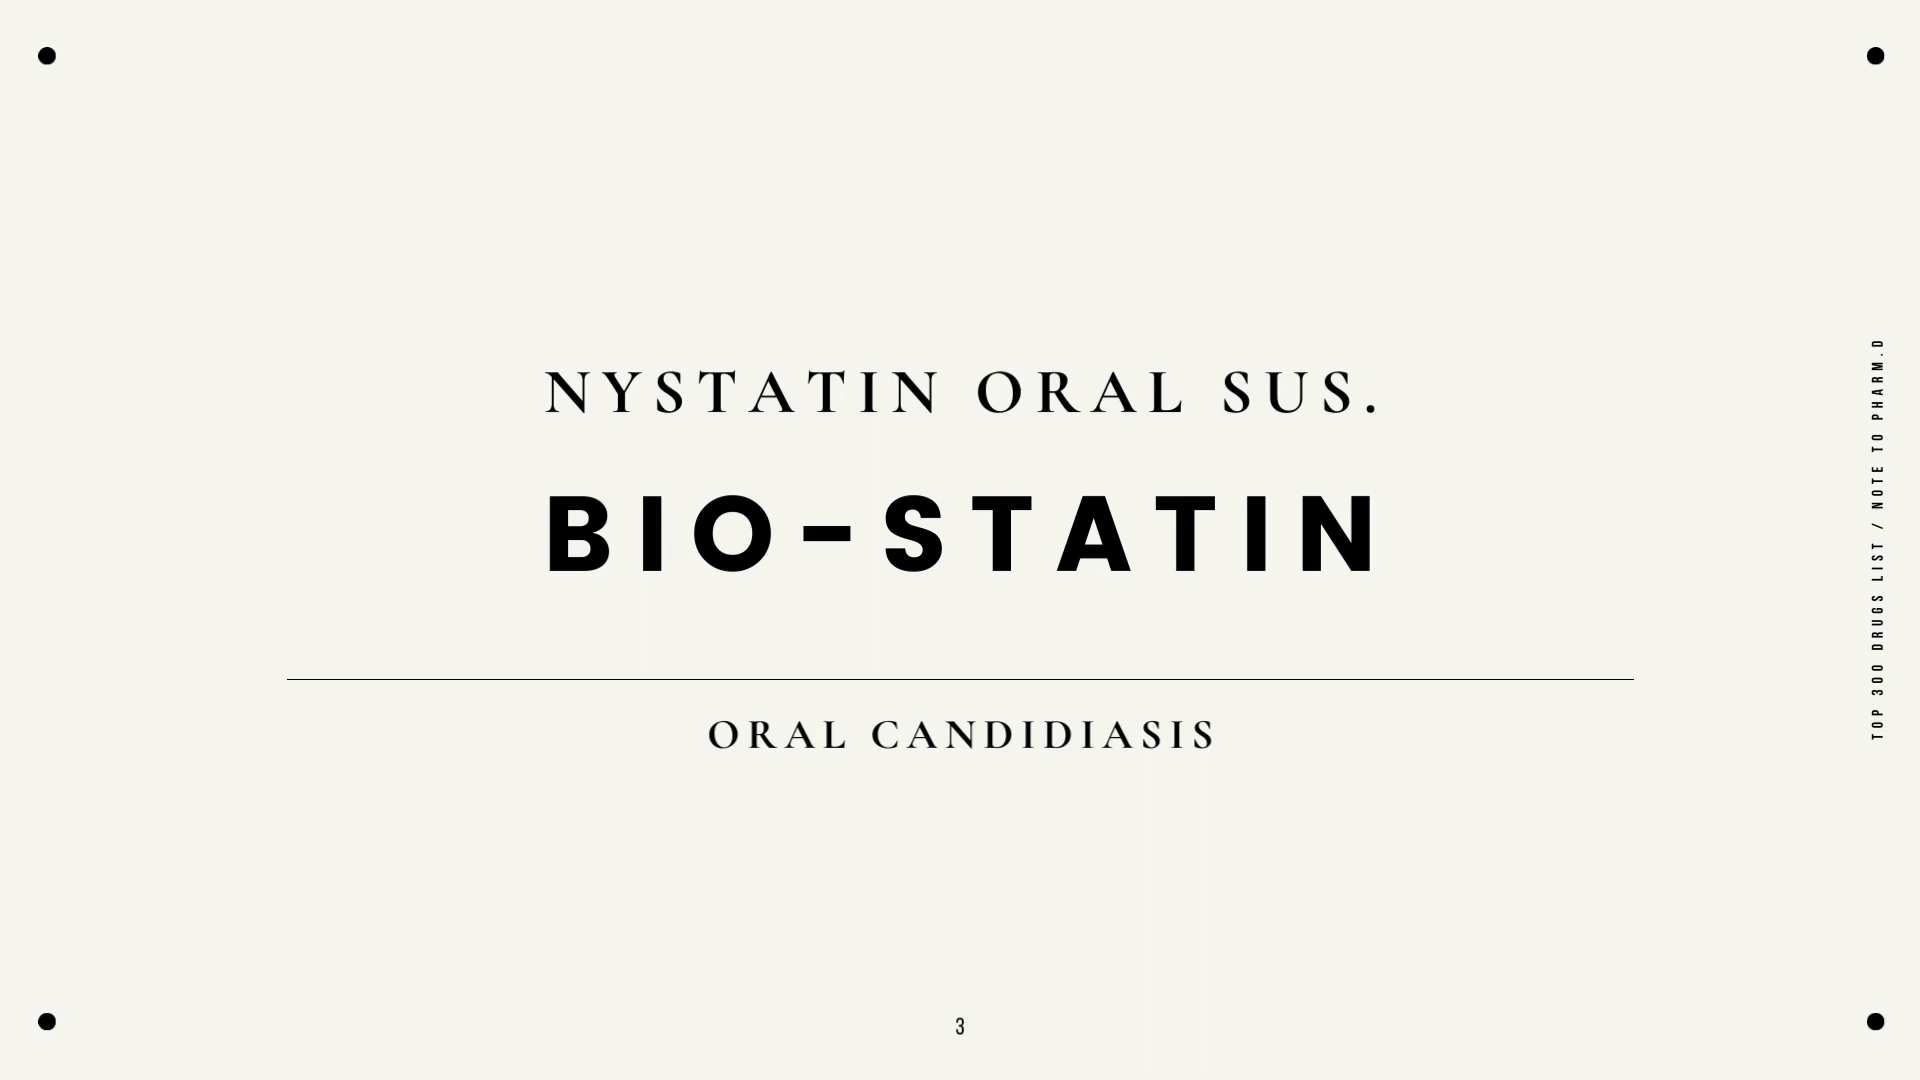 NYSTATIN ORAL SUS.
BIO-STATIN
ORAL CANDIDIASIS
TOP 300 DRUGS LIST / NOTE TO PHARM.D
3